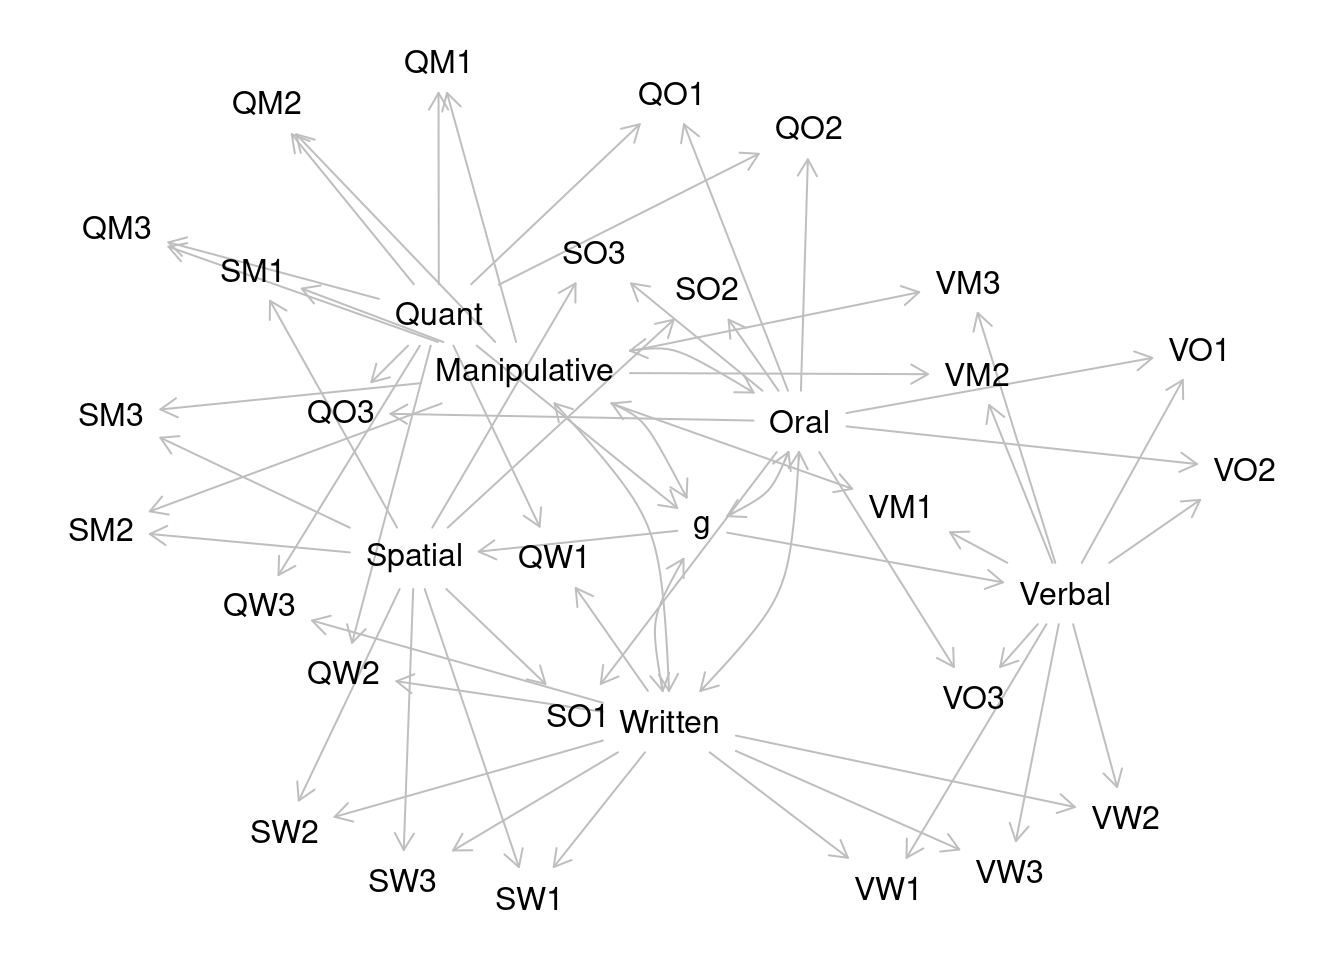 QM1
QM2
QO1
QO2
QM3
SO3
SM1
VM3
SO2
Quant
VO1
Manipulative
VM2
QO3
SM3
Oral
VO2
VM1
g
SM2
Spatial
QW1
Verbal
QW3
QW2
VO3
SO1
Written
VW2
SW2
VW3
SW3
VW1
SW1